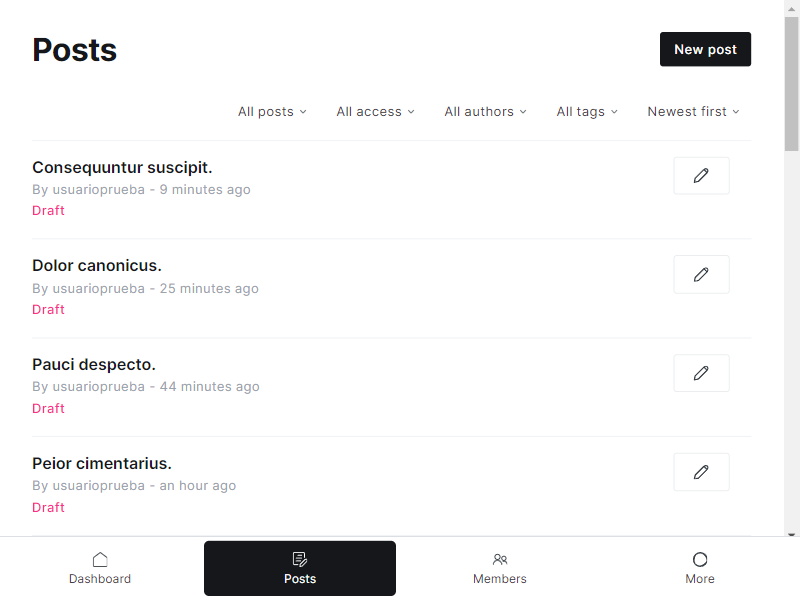 Posts
New post
All posts
All access
All authors
All tags
Newest first
Consequuntur suscipit.
By usuarioprueba - 9 minutes ago
Draft
Dolor canonicus.
By usuarioprueba - 25 minutes ago
Draft
Pauci despecto.
By usuarioprueba - 44 minutes ago
Draft
Peior cimentarius.
By usuarioprueba - an hour ago
Draft
Dashboard
Posts
Members
More